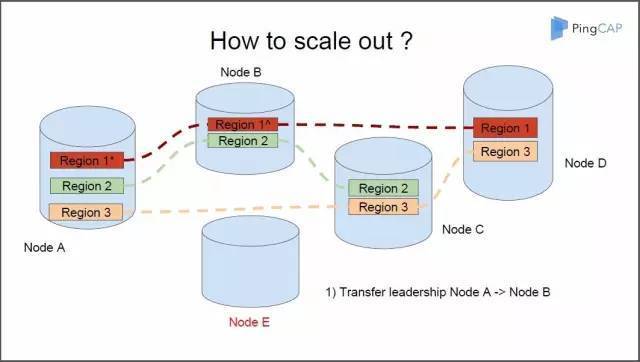 How to scale out ?
PingCAP
Node B
Region 1^
Region 2
Region 1*
Region 2
Region 3
Node A
Region 1
Region 3
Node D
Region 2
Region 3
Node C
Node E
1) Transfer leadership Node A -> Node B